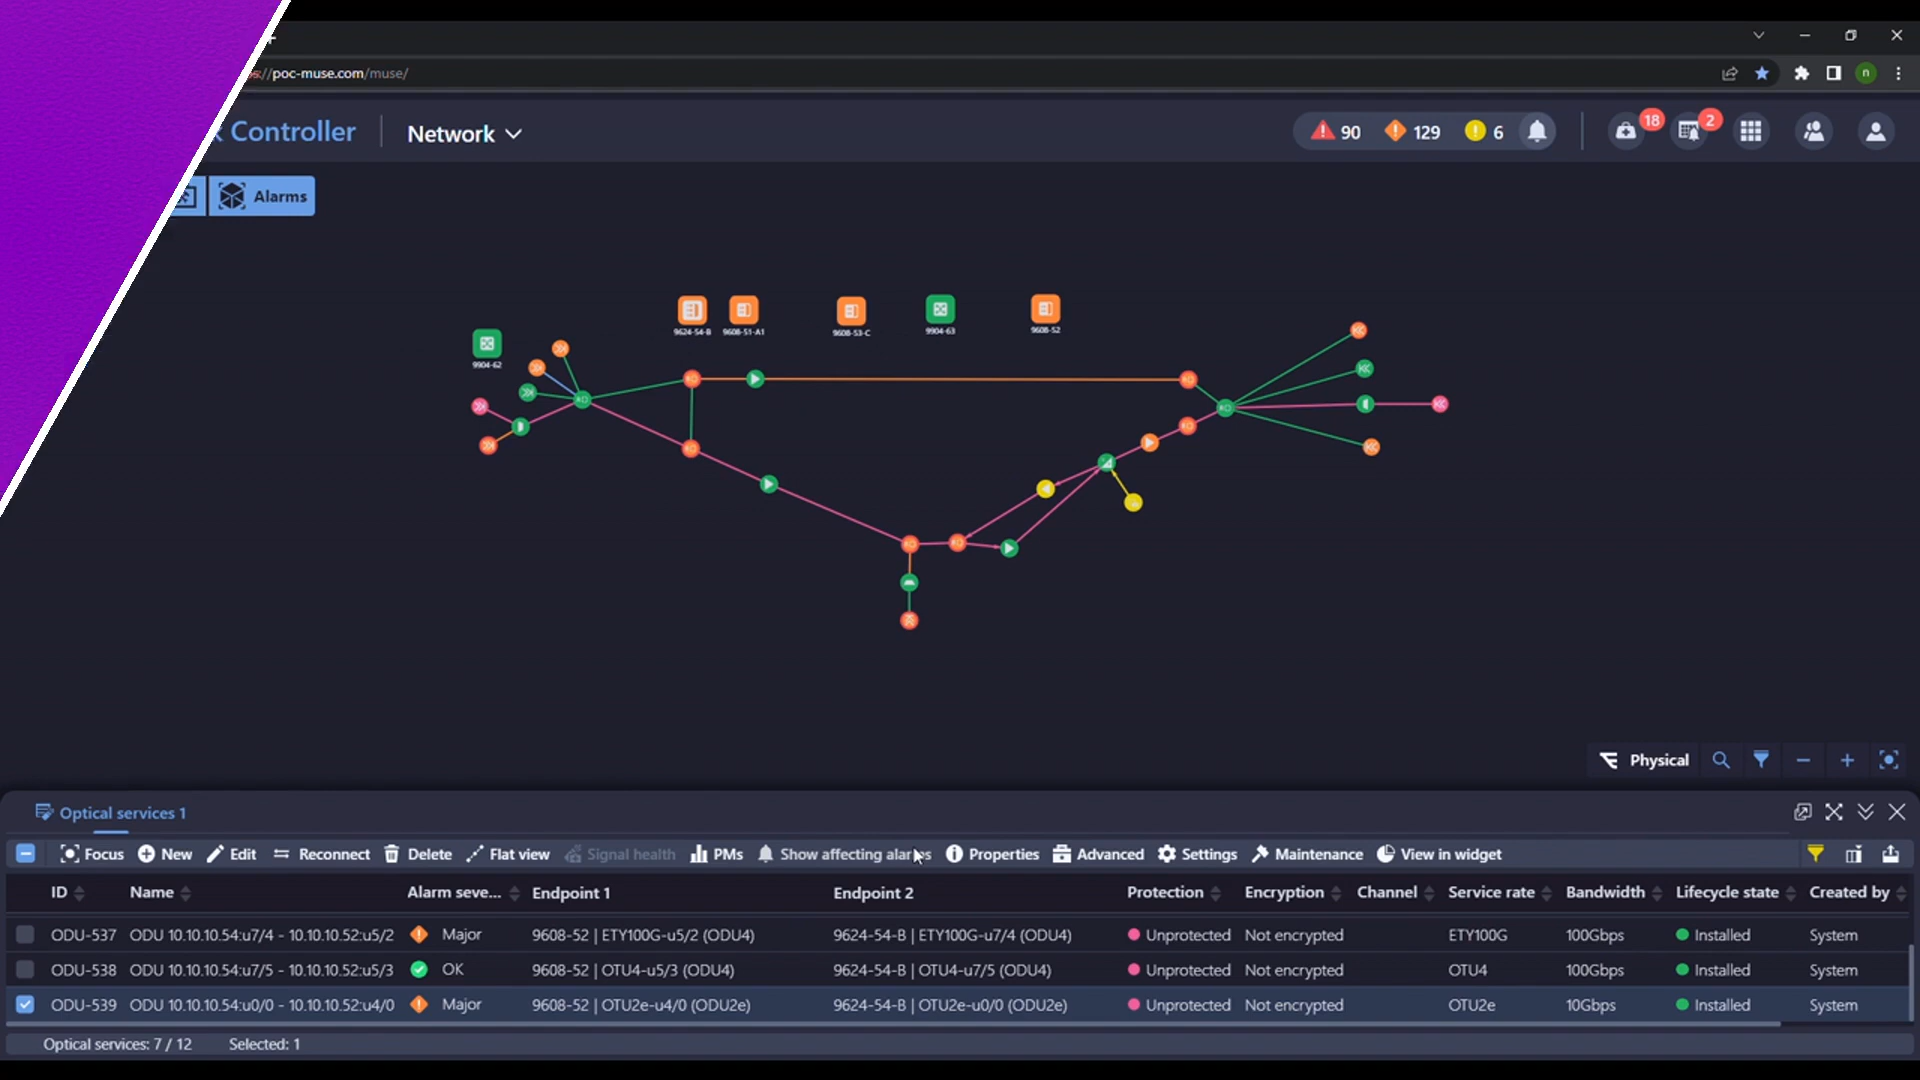 //poc-muse.com/muse/
n
Controller
Network
90
129
6
18
2
Alarms
9624-54-B
9608-51-A1
9608-53-C
9904-63
9608-52
9904-62
Physical
Optical services 1
Focus New Edit Reconnect Delete Flat view Signal health PMs Show affecting alarms Properties Advanced Settings Maintenance View in widget
ID Name Alarm seve... Endpoint 1 Endpoint 2 Protection Encryption Channel Service rate Bandwidth Lifecycle state Created by
ODU-537 ODU 10.10.10.54:u7/4 - 10.10.10.52:u5/2 Major 9608-52 | ETY100G-u5/2 (ODU4) 9624-54-B | ETY100G-u7/4 (ODU4) Unprotected Not encrypted ETY100G 100Gbps Installed System
ODU-538 ODU 10.10.10.54:u7/5 - 10.10.10.52:u5/3 OK 9608-52 | OTU4-u5/3 (ODU4) 9624-54-B | OTU4-u7/5 (ODU4) Unprotected Not encrypted OTU4 100Gbps Installed System
ODU-539 ODU 10.10.10.54:u0/0 - 10.10.10.52:u4/0 Major 9608-52 | OTU2e-u4/0 (ODU2e) 9624-54-B | OTU2e-u0/0 (ODU2e) Unprotected Not encrypted OTU2e 10Gbps Installed System
Optical services: 7 / 12 Selected: 1